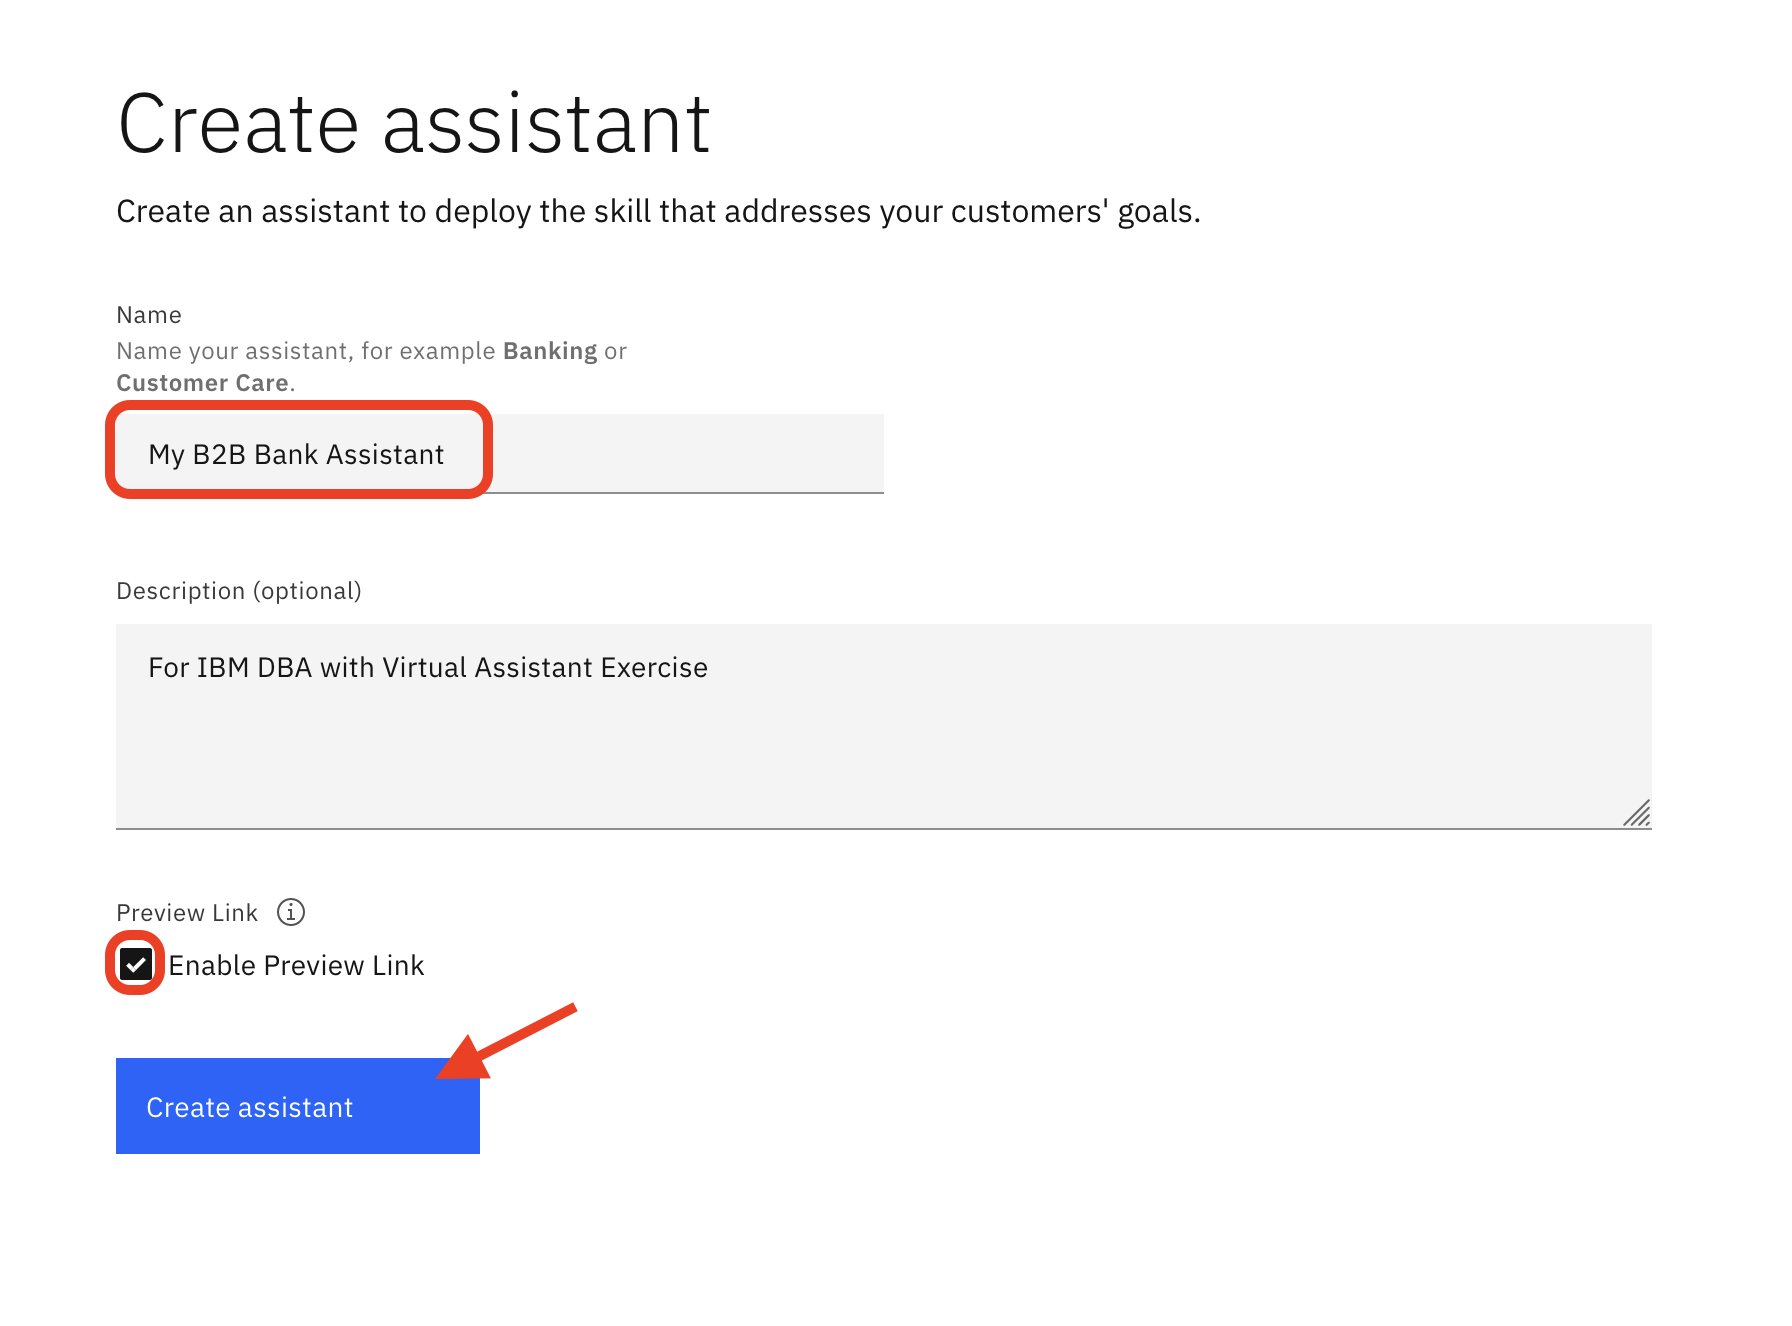 Create assistant
Create an assistant to deploy the skill that addresses your customers' goals.
Name
Name your assistant, for example Banking or
Customer Care.
My B2B Bank Assistant
Description (optional)
For IBM DBA with Virtual Assistant Exercise
Preview Link
Enable Preview Link
Create assistant